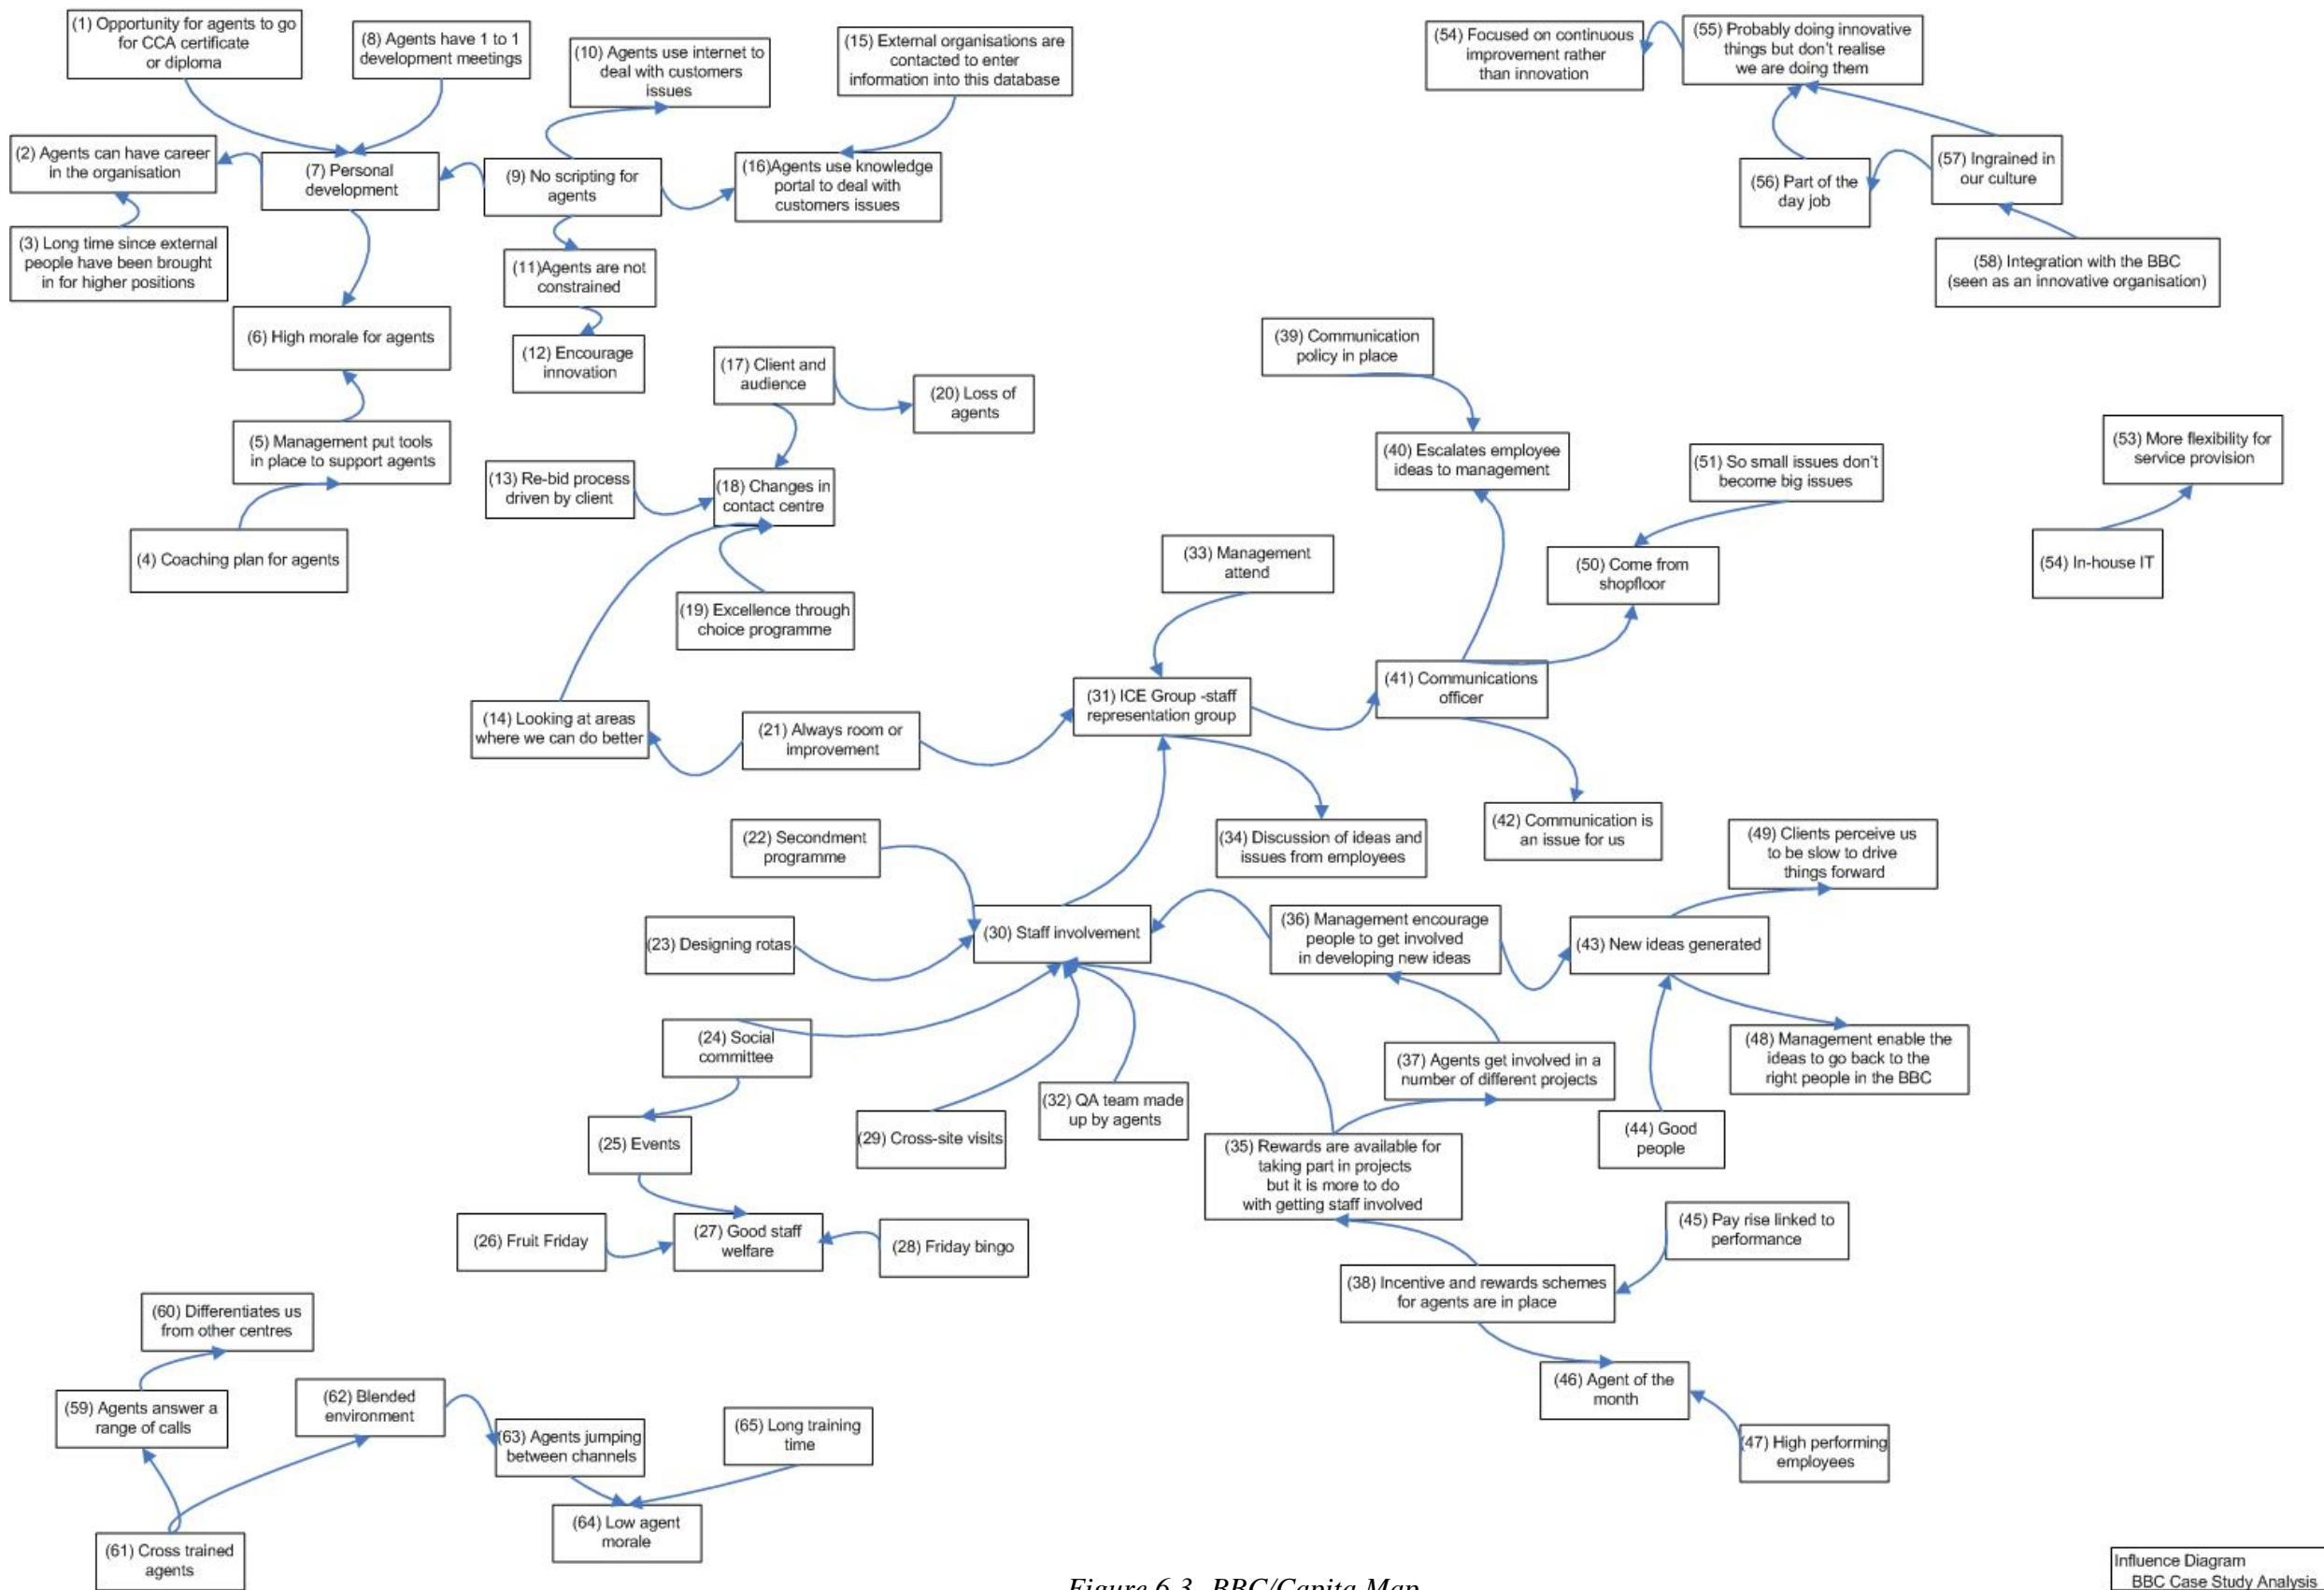 (1) Opportunity for agents to go
for CCA certificate
or diploma
(8) Agents have 1 to 1
development meetings
(10) Agents use internet to
deal with customers
issues
(15) External organisations are
contacted to enter
information into this database
(54) Focused on continuous
improvement rather
than innovation
(55) Probably doing innovative
things but don't realise
we are doing them
(2) Agents can have career
in the organisation
(7) Personal
development
(9) No scripting for
agents
(16)Agents use knowledge
portal to deal with
customers issues
(56) Part of the
day job
(57) Ingrained in
our culture
(3) Long time since external
people have been brought
in for higher positions
(11)Agents are not
constrained
(58) Integration with the BBC
(seen as an innovative organisation)
(6) High morale for agents
(12) Encourage
innovation
(17) Client and
audience
(20) Loss of
agents
(39) Communication
policy in place
(5) Management put tools
in place to support agents
(13) Re-bid process
driven by client
(18) Changes in
contact centre
(40) Escalates employee
ideas to management
(51) So small issues don't
become big issues
(53) More flexibility for
service provision
(4) Coaching plan for agents
(19) Excellence through
choice programme
(33) Management
attend
(50) Come from
shopfloor
(54) In-house IT
(14) Looking at areas
where we can do better
(21) Always room or
improvement
(31) ICE Group -staff
representation group
(41) Communications
officer
(22) Secondment
programme
(34) Discussion of ideas and
issues from employees
(42) Communication is
an issue for us
(49) Clients perceive us
to be slow to drive
things forward
(23) Designing rotas
(30) Staff involvement
(36) Management encourage
people to get involved
in developing new ideas
(43) New ideas generated
(24) Social
committee
(37) Agents get involved in a
number of different projects
(48) Management enable the
ideas to go back to the
right people in the BBC
(25) Events
(29) Cross-site visits
(32) QA team made
up by agents
(35) Rewards are available for
taking part in projects
but it is more to do
with getting staff involved
(44) Good
people
(26) Fruit Friday
(27) Good staff
welfare
(28) Friday bingo
(45) Pay rise linked to
performance
(38) Incentive and rewards schemes
for agents are in place
(60) Differentiates us
from other centres
(59) Agents answer a
range of calls
(62) Blended
environment
(63) Agents jumping
between channels
(65) Long training
time
(46) Agent of the
month
(47) High performing
employees
(64) Low agent
morale
(61) Cross trained
agents
Influence Diagram
BBC Case Study Analysis
Figure 6.3 BBC/Capita Map